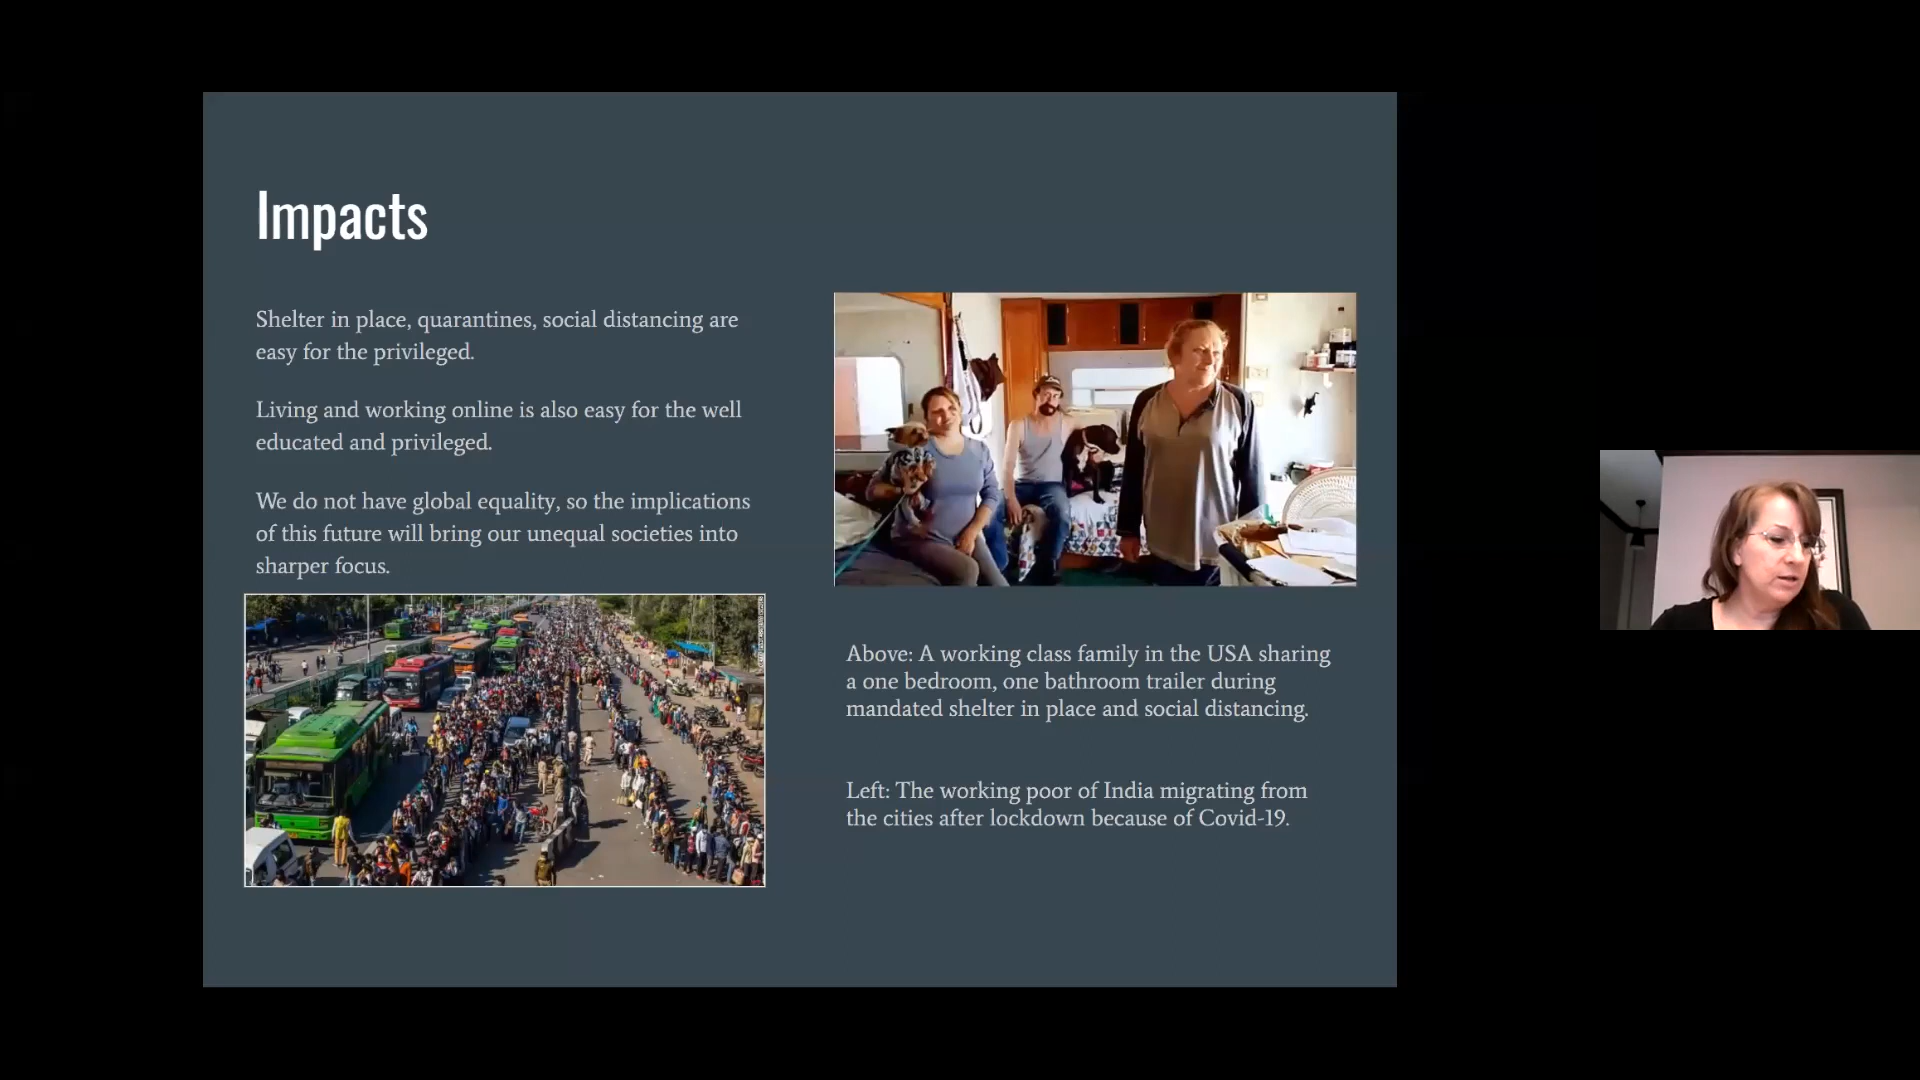 Impacts
Shelter in place, quarantines, social distancing are
easy for the privileged.
Living and working online is also easy for the well
educated and privileged.
We do not have global equality, so the implications
of this future will bring our unequal societies into
sharper focus.
Above: A working class family in the USA sharing
a one bedroom, one bathroom trailer during
mandated shelter in place and social distancing.
Left: The working poor of India migrating from
the cities after lockdown because of Covid-19.